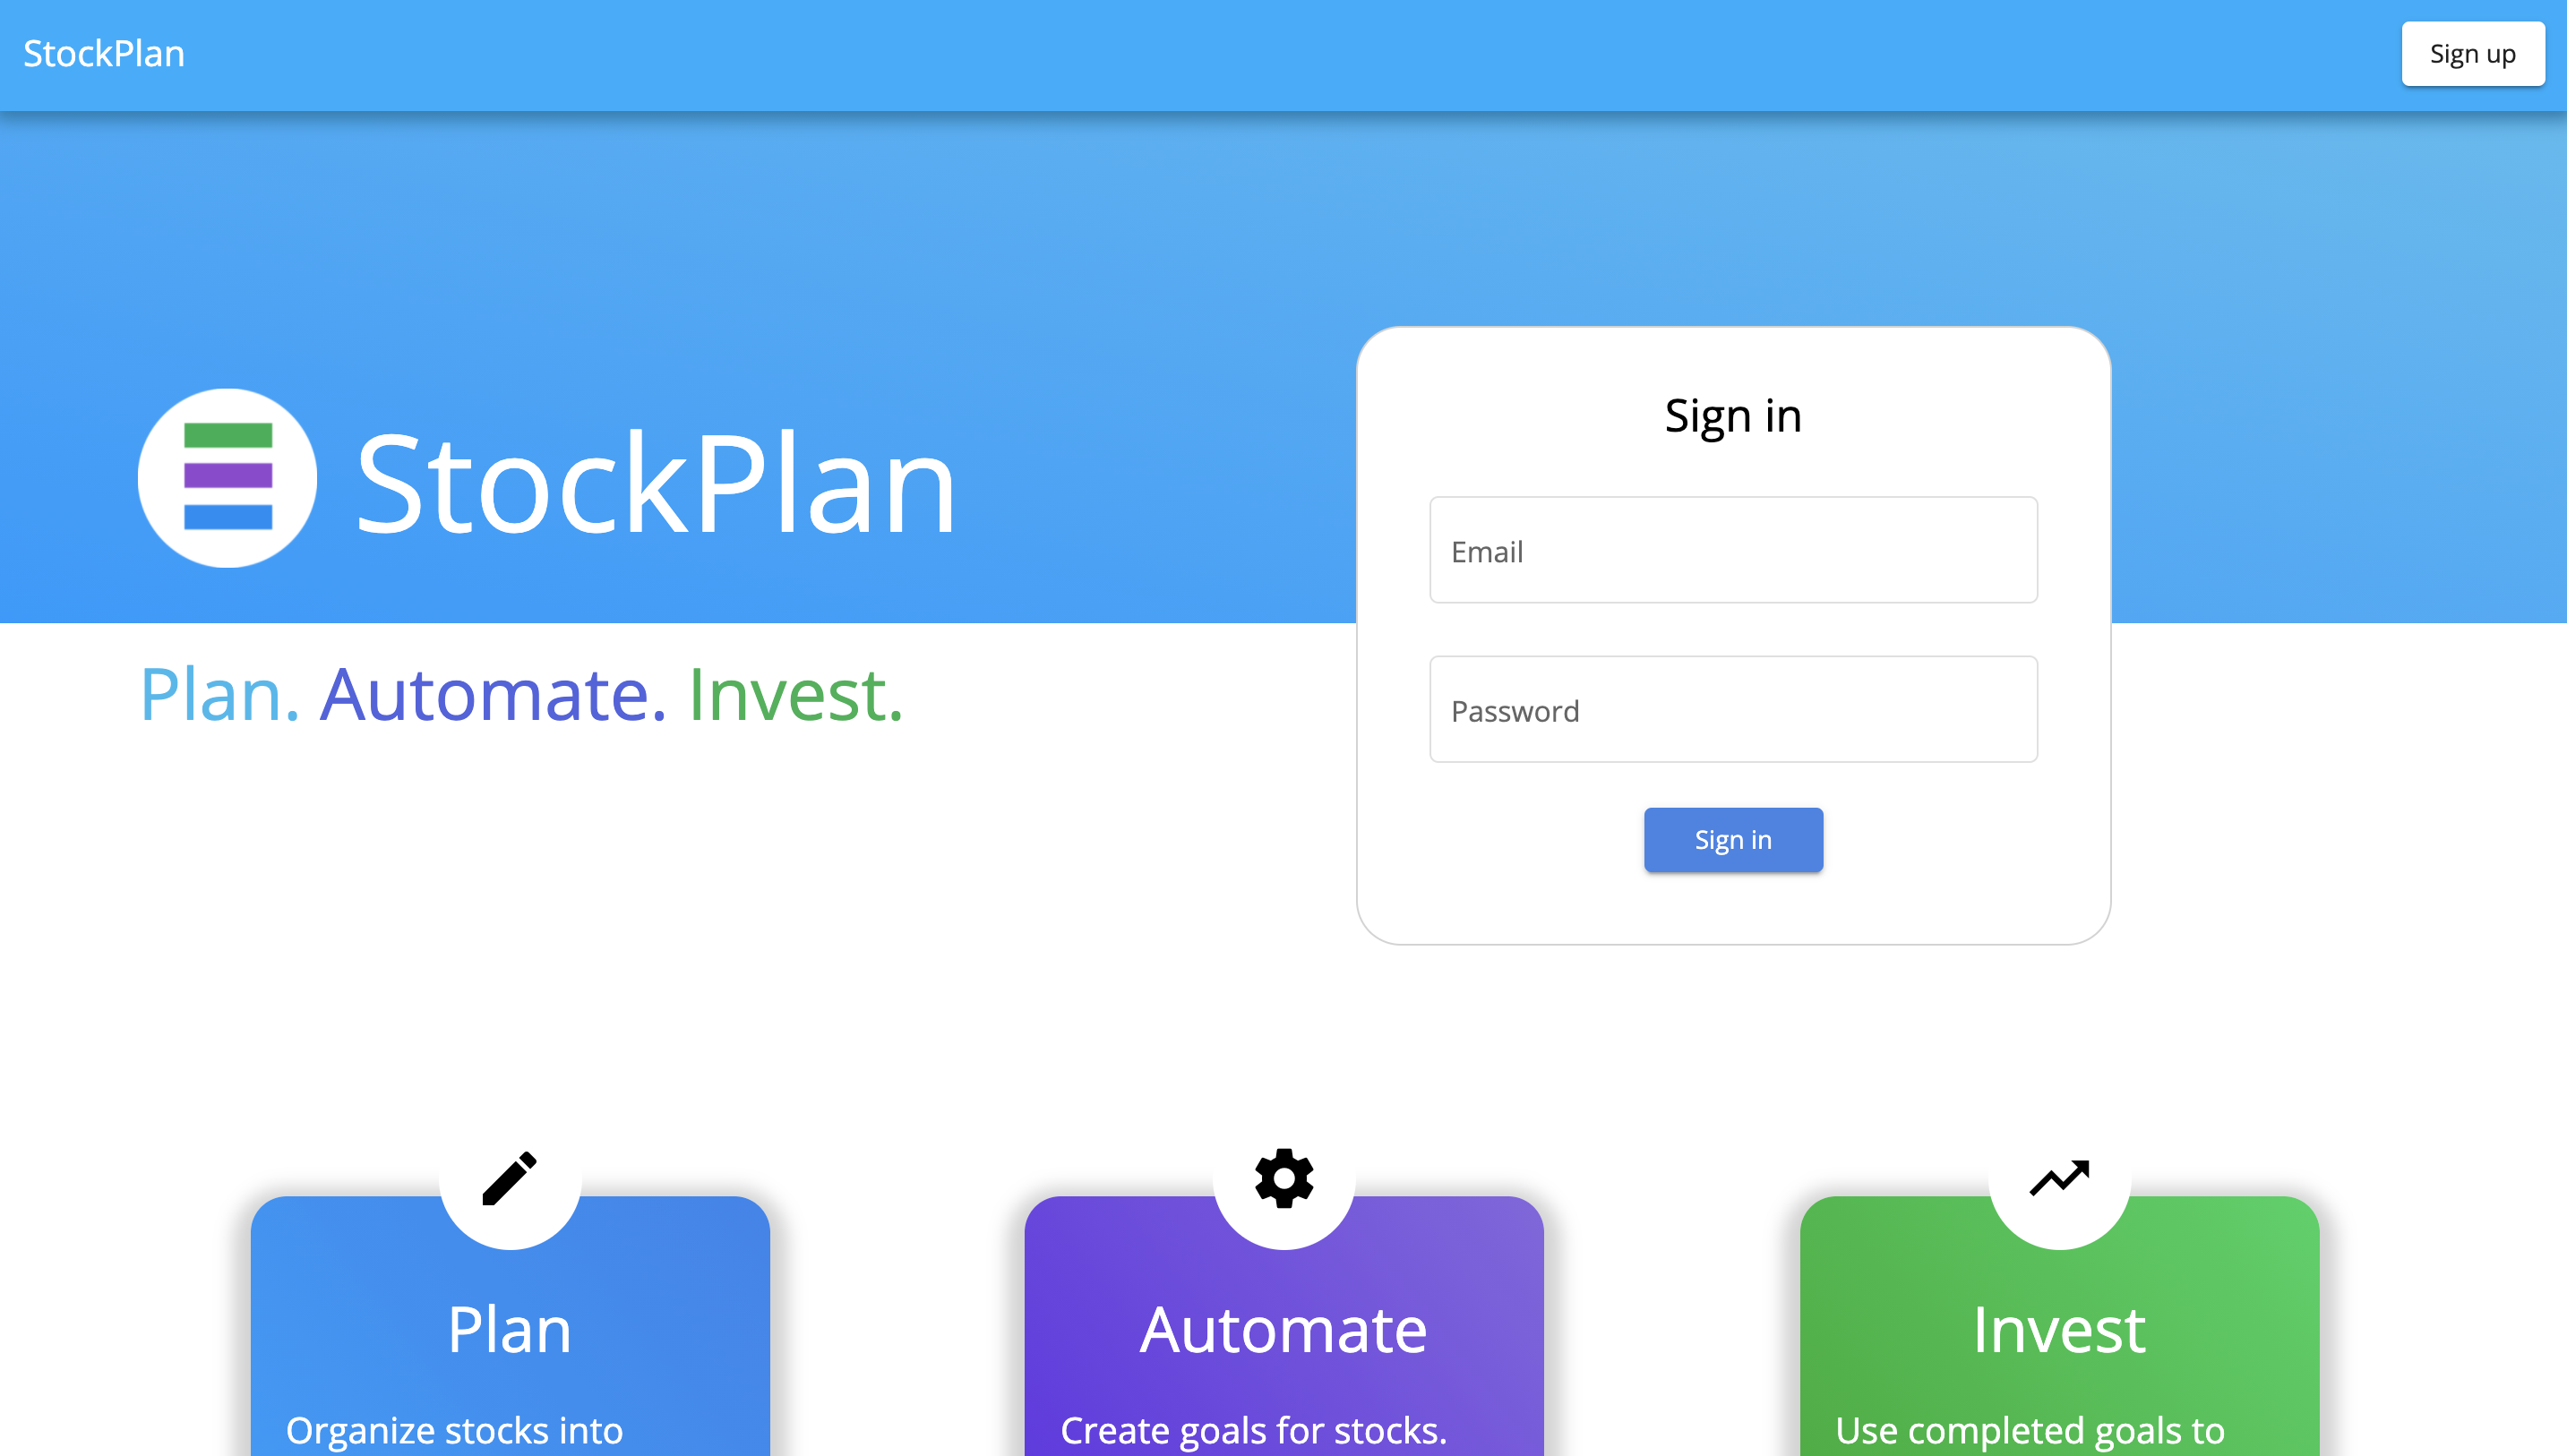 StockPlan
Sign up
StockPlan
Plan. Automate. Invest.
Sign in
Email
Password
Sign in
Plan
Organize stocks into
Automate
Create goals for stocks.
Invest
Use completed goals to